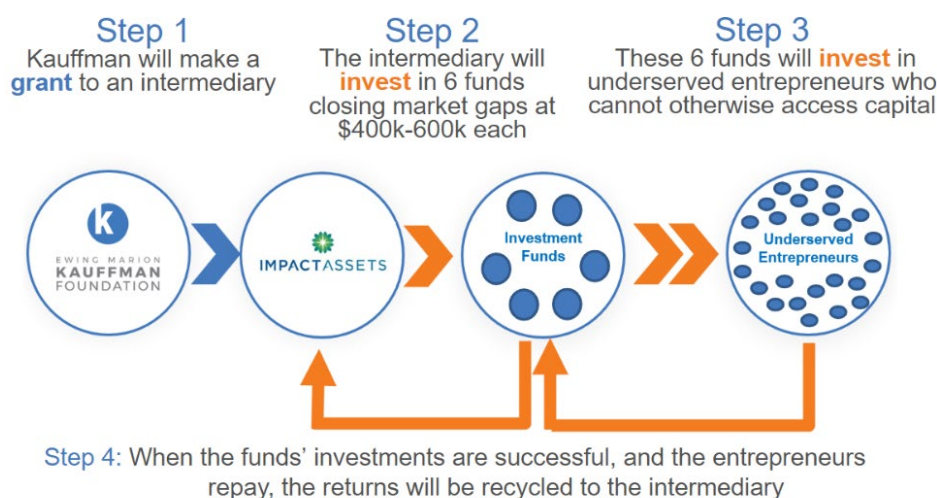 Step 1
Kauffman will make a
grant to an intermediary
Step 2
The intermediary will
invest in 6 funds
closing market gaps at
$400k-600k each
Step 3
These 6 funds will invest in
underserved entrepreneurs who
cannot otherwise access capital
k
EWING MARION
KAUFFMAN
FOUNDATION
IMPACTASSETS
Investment
Funds
Underserved
Entrepreneurs
Step 4: When the funds' investments are successful, and the entrepreneurs
repay, the returns will be recycled to the intermediary